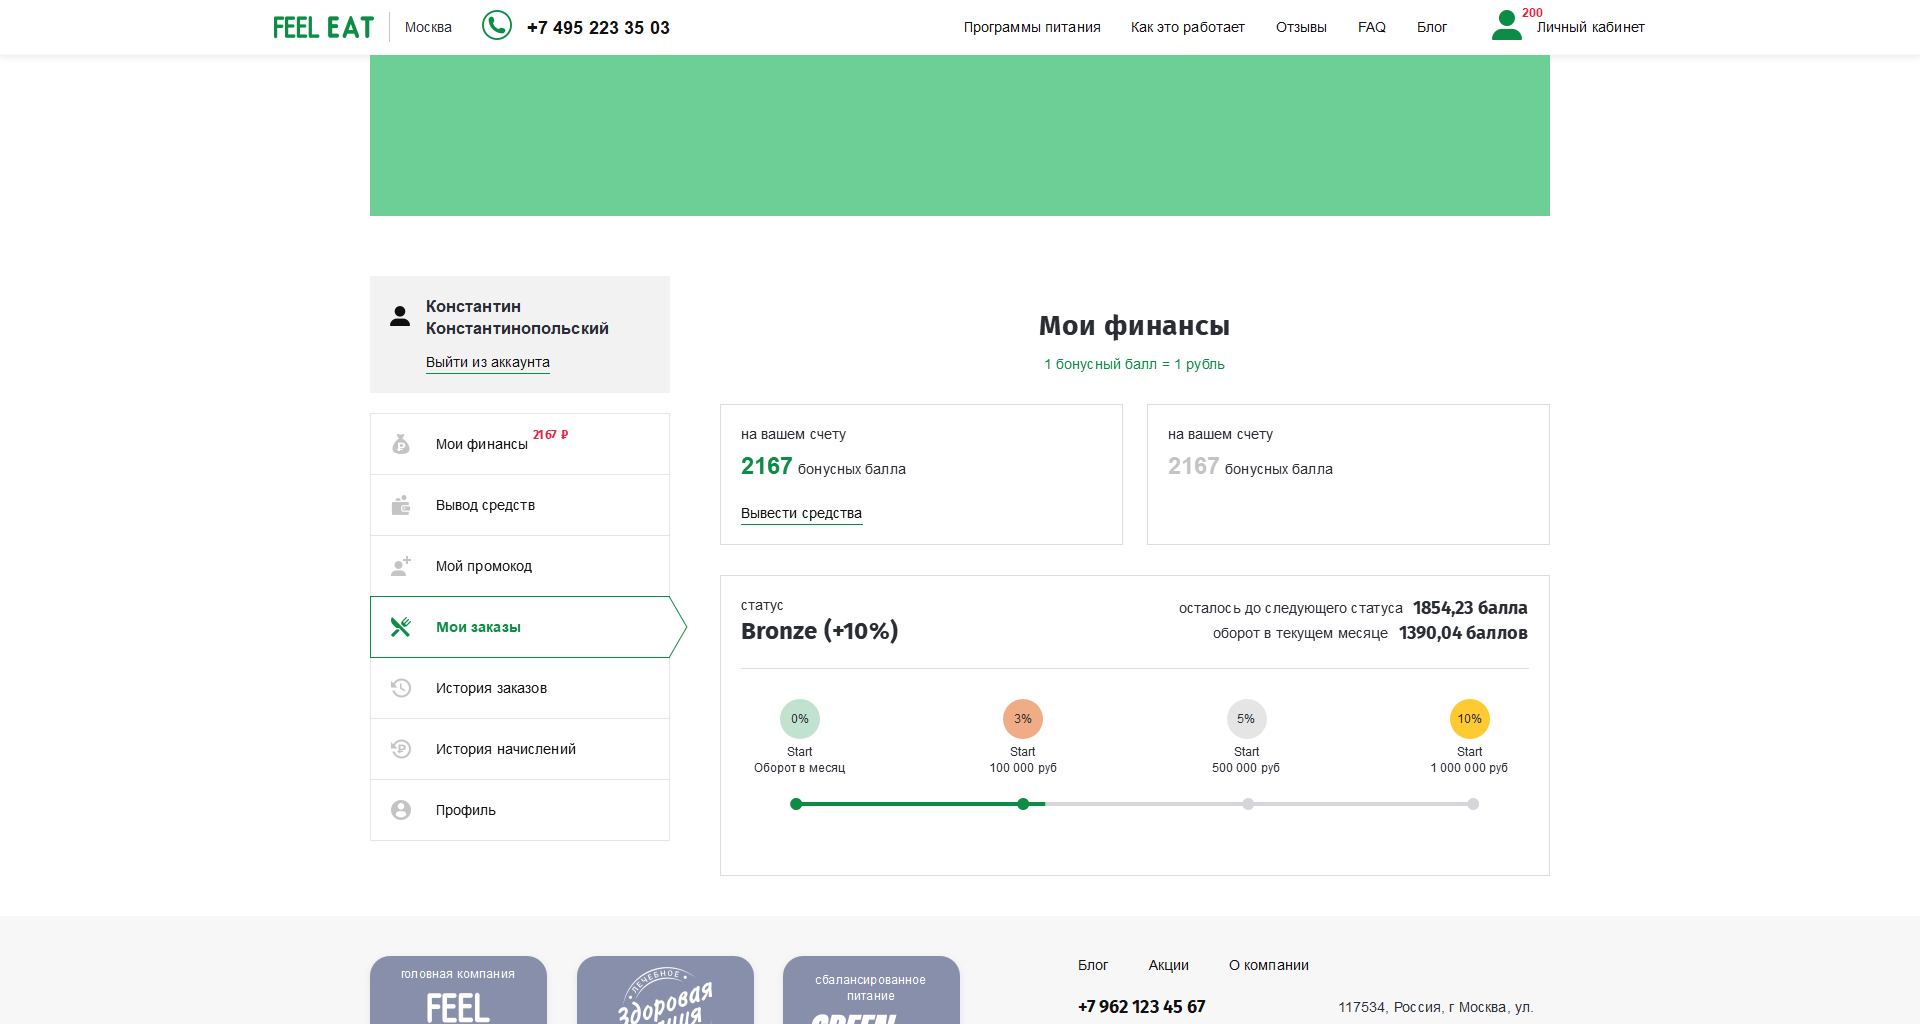 FEEL EAT
Москва
+7 495 223 35 03
Программы питания
Как это работает
Отзывы
FAQ
Блог
200
Личный кабинет
Константин
Константинопольский
Выйти из аккаунта
Мои финансы 2167 ₽
Вывод средств
Мой промокод
Мои заказы
История заказов
История начислений
Профиль
Мои финансы
1 бонусный балл = 1 рубль
на вашем счету
2167 бонусных балла
Вывести средства
на вашем счету
2167 бонусных балла
статус
Bronze (+10%)
осталось до следующего статуса 1854,23 балла
оборот в текущем месяце 1390,04 баллов
0%
Start
Оборот в месяц
3%
Start
100 000 руб
5%
Start
500 000 руб
10%
Start
1 000 000 руб
головная компания
FEEL
ЛЕЧЕБНОЕ
Здоровая
сбалансированное
питание
GREEN
Блог
Акции
О компании
+7 962 123 45 67
117534, Россия, г Москва, ул.